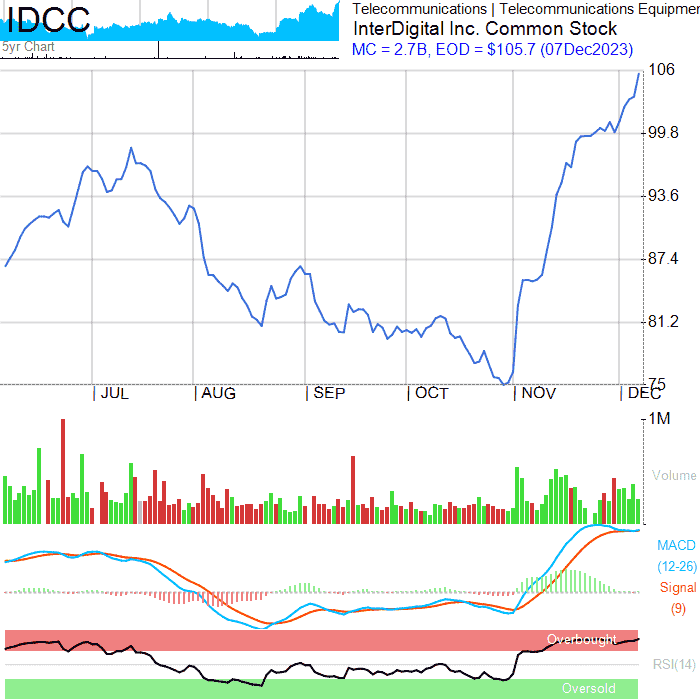 IDCC
5yr Chart
Telecommunications | Telecommunications Equipmen
InterDigital Inc. Common Stock
MC = 2.7B, EOD = $105.7 (07Dec2023)
106
99.8
93.6
87.4
81.2
75
JUL AUG SEP OCT NOV DEC
1M
Volume
MACD
(12-26)
Signal
(9)
Overbought
RSI(14)
Oversold